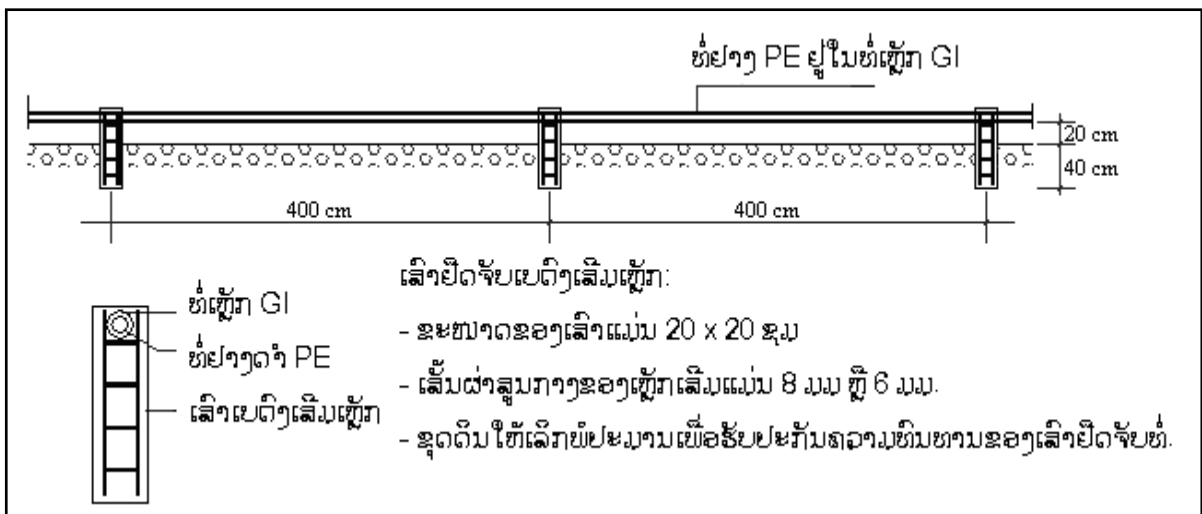 ທໍ່ຢາງ PE ຢູ່ໃນທໍ່ເຫຼັກ GI
20 cm
40 cm
400 cm
400 cm
ເສົາຢຶດຈັບເບຕົງເສີມເຫຼັກ:
ທໍ່ເຫຼັກ GI
- ຂະໜາດຂອງເສົາແມ່ນ 20 x 20 ຊມ
ທໍ່ຢາງດຳ PE
- ເສັ້ນຜ່າສູນກາງຂອງເຫຼັກເສີມແມ່ນ 8 ມມ ຫຼື 6 ມມ.
ເສົາເບຕົງເສີມເຫຼັກ
- ຂຸດດິນໃຫ້ເລິກພໍປະມານເພື່ອຮັບປະກັນຄວາມທົນທານຂອງເສົາຢຶດຈັບທໍ່.